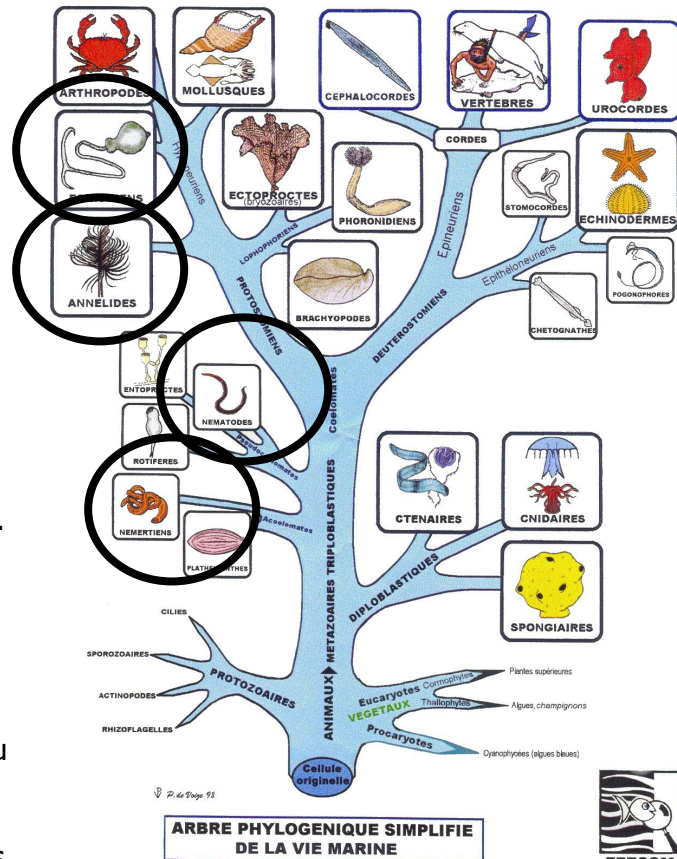 ARTHROPODES
MOLLUSQUES
CEPHALOCORDES
VERTEBRES
UROCORDES
CORDES
ECTOPROCTES
(bryozoaires)
PHORONIDIENS
STOMOCORDES
ECHINODERMES
LOPHOPHORIENS
Epineuriens
Epithéloneuriens
POGONOPHORES
ANNELIDES
BRACHYOPODES
CHETOGNATHES
PROTOSTOMIENS
DEUTEROSTOMIENS
ENTOPROCTES
NEMATODES
Coelomates
ROTIFERES
Pseudocoelomates
NEMERTIENS
Acoelomates
CTENAIRES
CNIDAIRES
METAZOAIRES TRIPLOBLASTIQUES
DIPLOBLASTIQUES
SPONGIAIRES
CILIES
SPOROZOAIRES
ACTINOPODES
RHIZOFLAGELLES
PROTOZOAIRES
ANIMAUX
Eucaryotes
Cormophytes
Plantes supérieures
VEGETAUX
Thallophytes
Algues, champignons
Procaryotes
Cyanophycées (algues bleues)
Cellule
originelle
P. de Voize 98
ARBRE PHYLOGENIQUE SIMPLIFIE
DE LA VIE MARINE